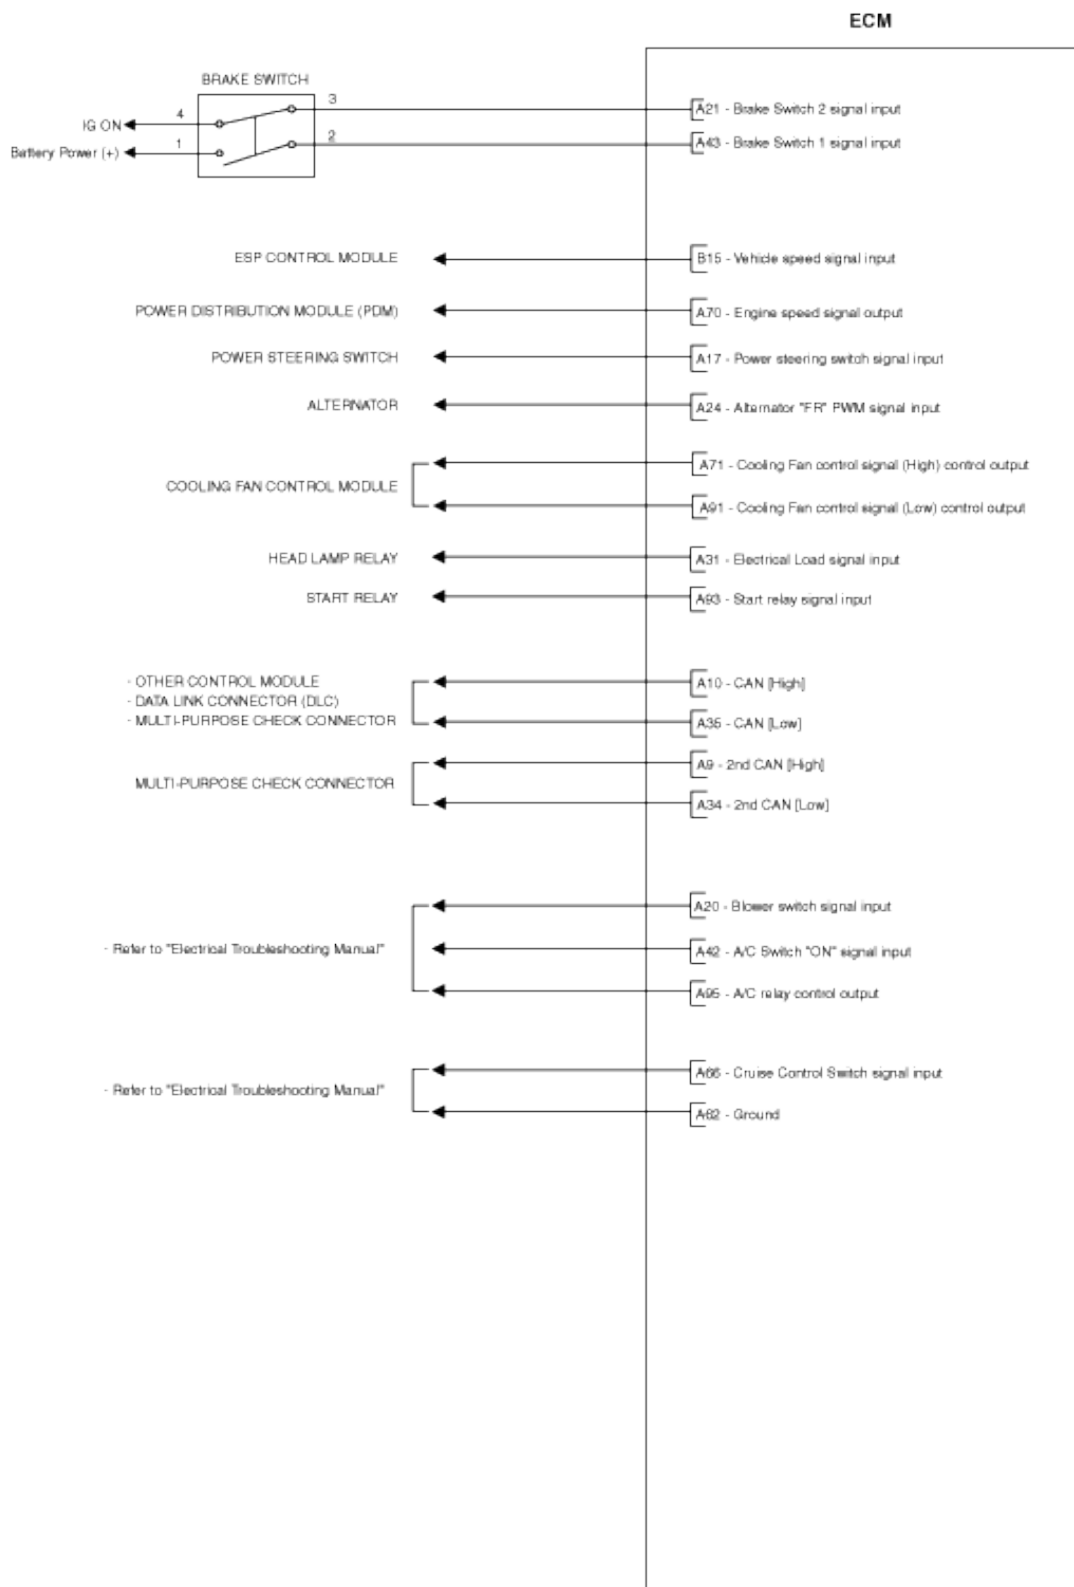 ECM
BRAKE SWITCH
IG ON
4
3
A21 - Brake Switch 2 signal input
Battery Power (+)
1
2
A43 - Brake Switch 1 signal input
ESP CONTROL MODULE
B15 - Vehicle speed signal input
POWER DISTRIBUTION MODULE (PDM)
A70 - Engine speed signal output
POWER STEERING SWITCH
A17 - Power steering switch signal input
ALTERNATOR
A24 - Alternator "FR" PWM signal input
COOLING FAN CONTROL MODULE
A71 - Cooling Fan control signal (High) control output
A91 - Cooling Fan control signal (Low) control output
HEAD LAMP RELAY
A31 - Electrical Load signal input
START RELAY
A93 - Start relay signal input
- OTHER CONTROL MODULE
- DATA LINK CONNECTOR (DLC)
- MULTI-PURPOSE CHECK CONNECTOR
A10 - CAN [High]
A35 - CAN [Low]
MULTI-PURPOSE CHECK CONNECTOR
A9 - 2nd CAN [High]
A34 - 2nd CAN [Low]
- Refer to "Electrical Troubleshooting Manual"
A20 - Blower switch signal input
A42 - A/C Switch "ON" signal input
A95 - A/C relay control output
- Refer to "Electrical Troubleshooting Manual"
A66 - Cruise Control Switch signal input
A62 - Ground